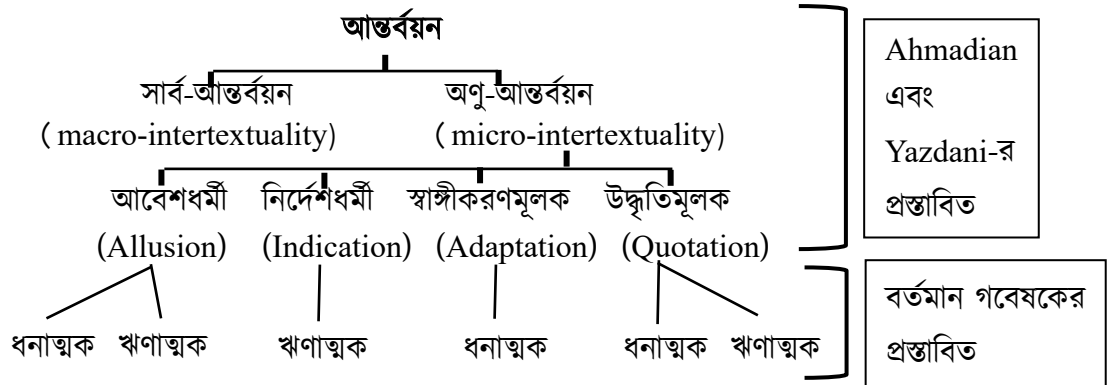 আন্তর্বয়ন
সার্ব-আন্তর্বয়ন অণু-আন্তর্বয়ন
( macro-intertextuality) (micro-intertextuality)
আবেশধর্মী নির্দেশধর্মী স্বাঙ্গীকরণমূলক উদ্ধৃতিমূলক
(Allusion) (Indication) (Adaptation) (Quotation)
ধনাত্মক ঋণাত্মক ঋণাত্মক ধনাত্মক ধনাত্মক ঋণাত্মক
Ahmadian
এবং
Yazdani-র
প্রস্তাবিত
বর্তমান গবেষকের
প্রস্তাবিত